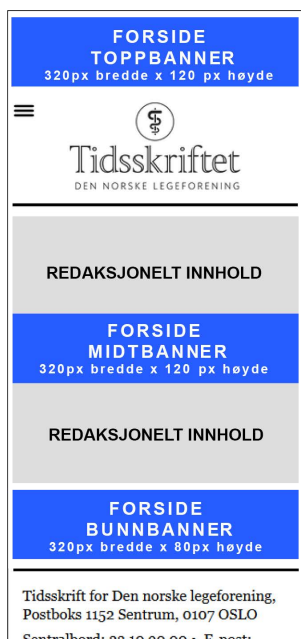 FORSIDE
TOPPBANNER
320px bredde x 120 px høyde
Tidsskriftet
DEN NORSKE LEGEFORENING
REDAKSJONELT INNHOLD
FORSIDE
MIDTBANNER
320px bredde x 120 px høyde
REDAKSJONELT INNHOLD
FORSIDE
BUNNBANNER
320px bredde x 80px høyde
Tidsskrift for Den norske legeforening,
Postboks 1152 Sentrum, 0107 OSLO